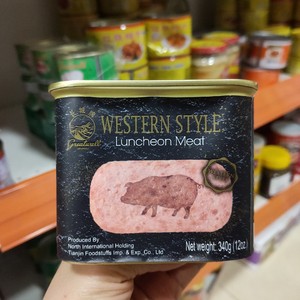 WESTERN STYLE
Luncheon Meat
Produced By
North International Holding
Tianjin Foodstuffs Imp. & Exp. Co., Ltd
Net weight: 340g (12oz)